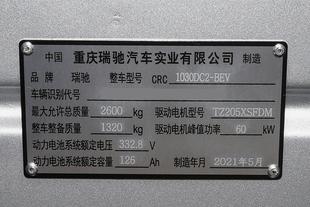 中国 重庆瑞驰汽车实业有限公司 制造
品牌 瑞驰 整车型号 CRC 1030DC2-BEV
车辆识别代号
最大允许总质量 2600 kg 驱动电机型号 TZ205XSFDM
整车整备质量 1320 kg 驱动电机峰值功率 60 kW
动力电池系统额定电压 332.8 V
动力电池系统额定容量 126 Ah 制造年月 2021年5月